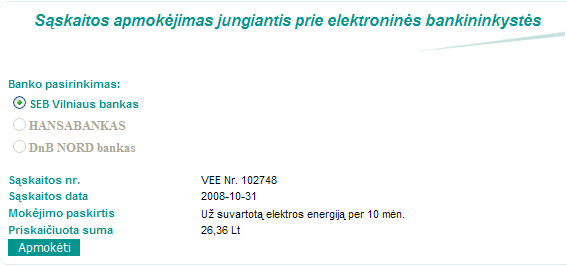 Sąskaitos apmokėjimas jungiantis prie elektroninės bankininkystės
Banko pasirinkimas:
SEB Vilniaus bankas
HANSABANKAS
DnB NORD bankas
Sąskaitos nr. VEE Nr. 102748
Sąskaitos data 2008-10-31
Mokėjimo paskirtis Už suvartotą elektros energiją per 10 mėn.
Priskaičiuota suma 26,36 Lt
Apmokėti